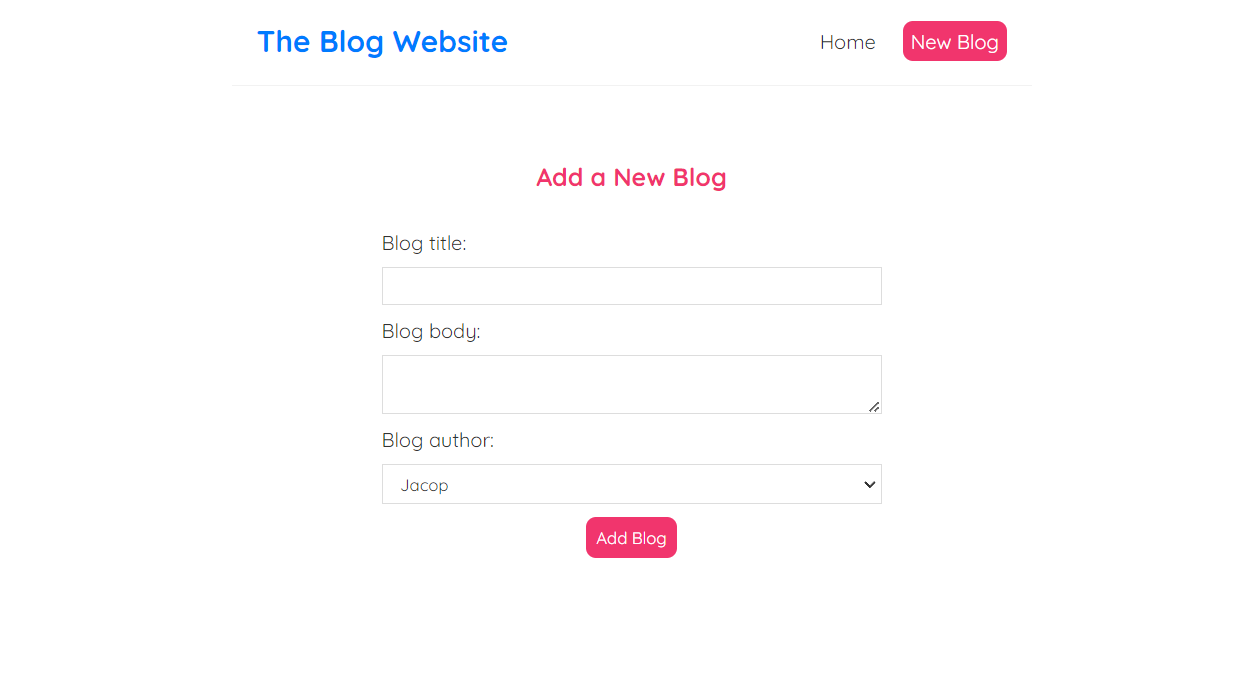 The Blog Website
Home
New Blog
Add a New Blog
Blog title:
Blog body:
Blog author:
Jacop
Add Blog